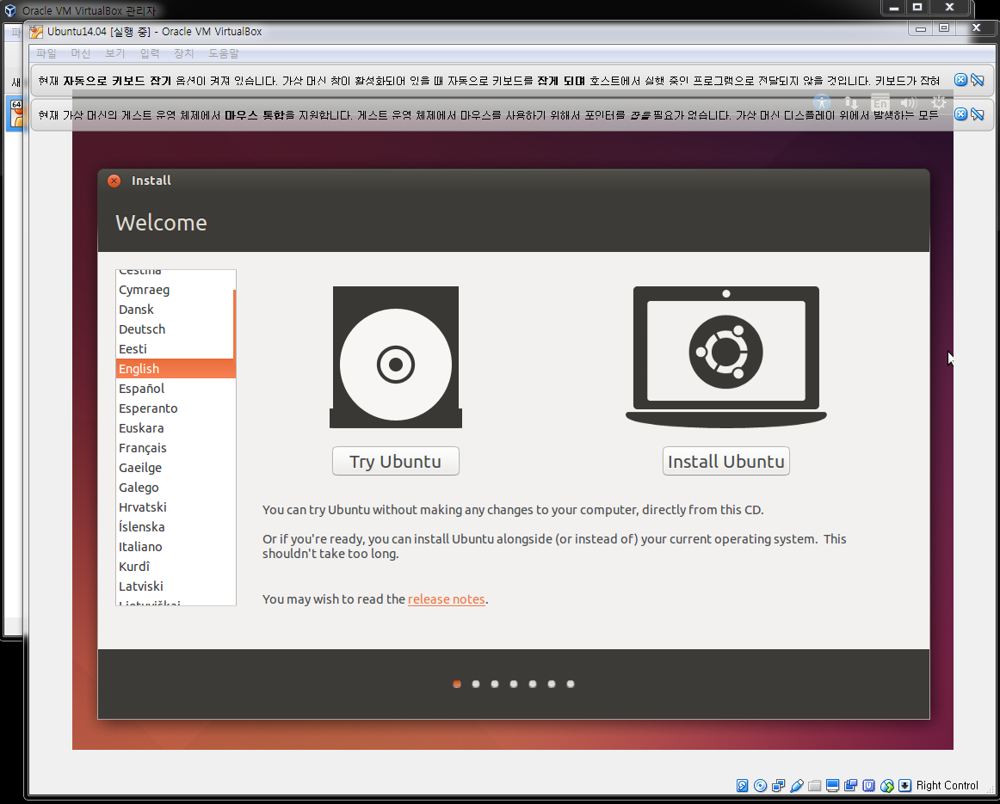 Oracle VM VirtualBox 관리자
Ubuntu14.04 [실행 중] - Oracle VM VirtualBox
파일 머신 보기 입력 장치 도움말
파
새
현재 자동으로 키보드 잡기 옵션이 켜져 있습니다. 가상 머신 창이 활성화되어 있을 때 자동으로 키보드를 잡게 되며 호스트에서 실행 중인 프로그램으로 전달되지 않을 것입니다. 키보드가 잡혀
64
En
현재 가상 머신의 게스트 운영 체제에서 마우스 통합을 지원합니다. 게스트 운영 체제에서 마우스를 사용하기 위해서 포인터를 잡을 필요가 없습니다. 가상 머신 디스플레이 위에서 발생하는 모든
Install
Welcome
Čeština
Cymraeg
Dansk
Deutsch
Eesti
English
Español
Esperanto
Euskara
Français
Gaeilge
Galego
Hrvatski
Íslenska
Italiano
Kurdî
Latviski
Lietuviškai
Try Ubuntu
Install Ubuntu
You can try Ubuntu without making any changes to your computer, directly from this CD.
Or if you're ready, you can install Ubuntu alongside (or instead of) your current operating system. This
shouldn't take too long.
You may wish to read the release notes.
Right Control